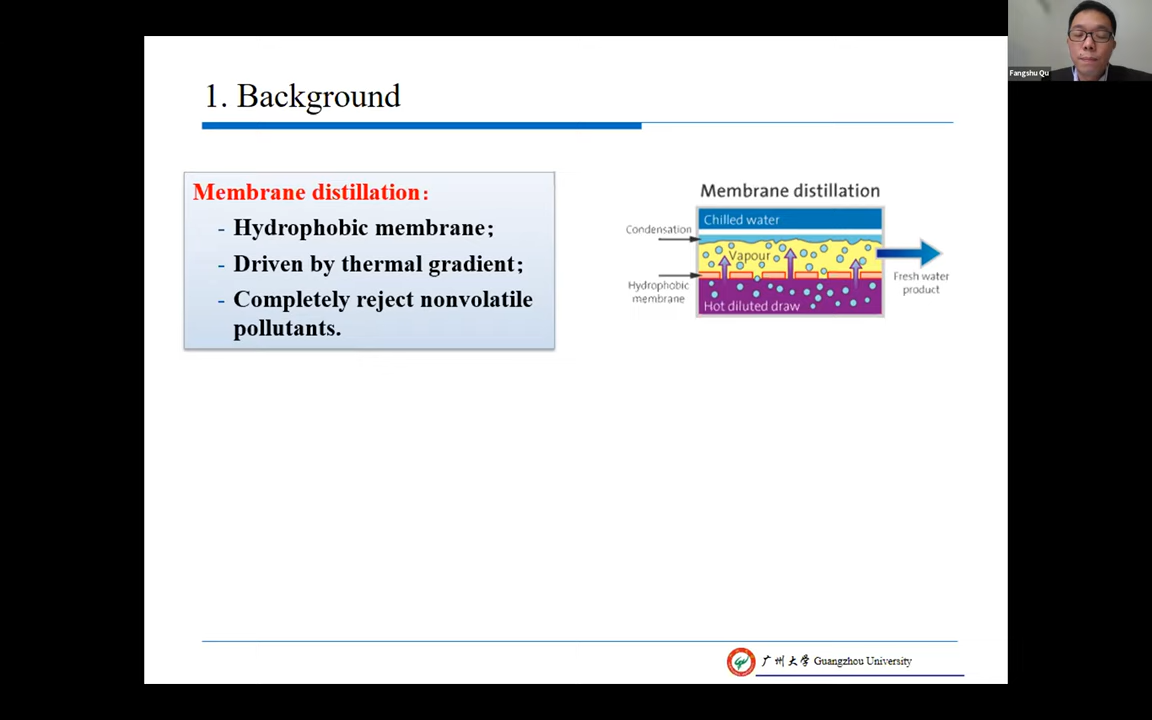 Fangshu Qu
1. Background
Membrane distillation:
- Hydrophobic membrane;
- Driven by thermal gradient;
- Completely reject nonvolatile
pollutants.
Membrane distillation
Chilled water
Condensation
Vapour
Hydrophobic
membrane
Hot diluted draw
Fresh water
product
广州大学 Guangzhou University